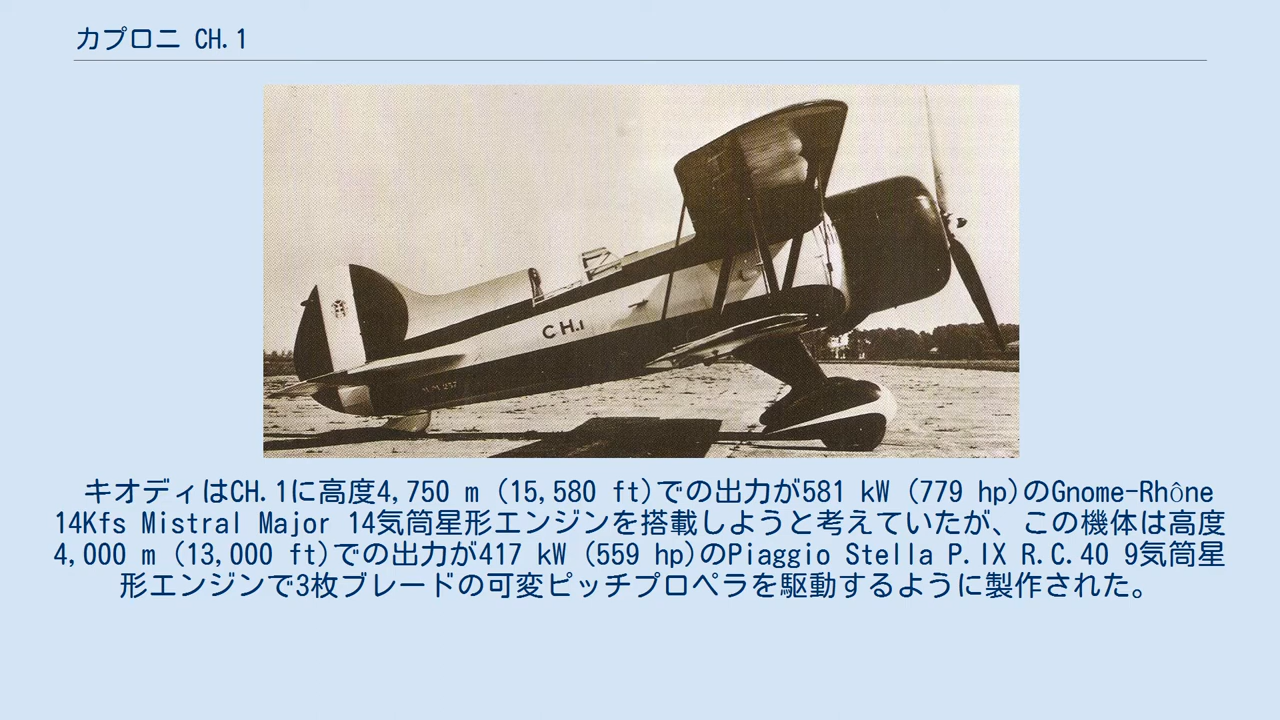 カプロニ CH.1
CH.1
キオディはCH.1に高度4,750 m (15,580 ft)での出力が581 kW (779 hp)のGnome-Rhône
14Kfs Mistral Major 14気筒星形エンジンを搭載しようと考えていたが、この機体は高度
4,000 m (13,000 ft)での出力が417 kW (559 hp)のPiaggio Stella P.IX R.C.40 9気筒星
形エンジンで3枚ブレードの可変ピッチプロペラを駆動するように製作された。